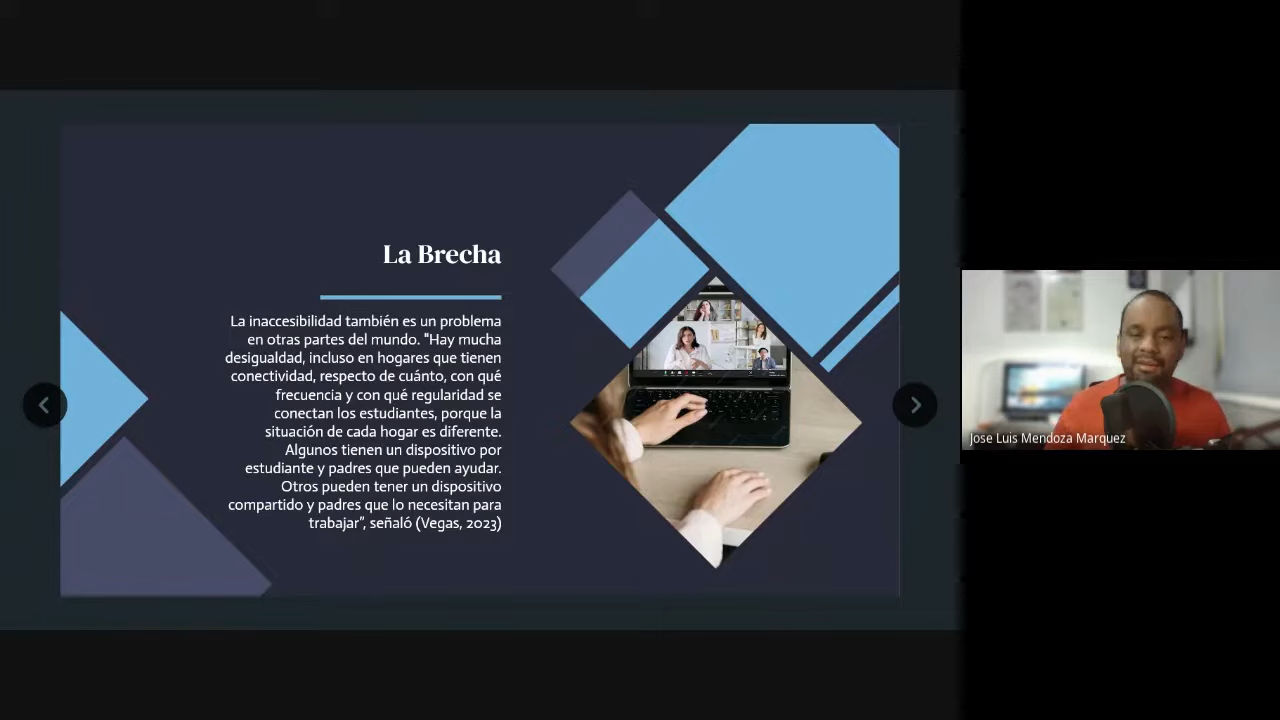 La Brecha
La inaccesibilidad también es un problema
en otras partes del mundo. "Hay mucha
desigualdad, incluso en hogares que tienen
conectividad, respecto de cuánto, con qué
frecuencia y con qué regularidad se
conectan los estudiantes, porque la
situación de cada hogar es diferente.
Algunos tienen un dispositivo por
estudiante y padres que pueden ayudar.
Otros pueden tener un dispositivo
compartido y padres que lo necesitan para
trabajar", señaló (Vegas, 2023)
Jose Luis Mendoza Marquez